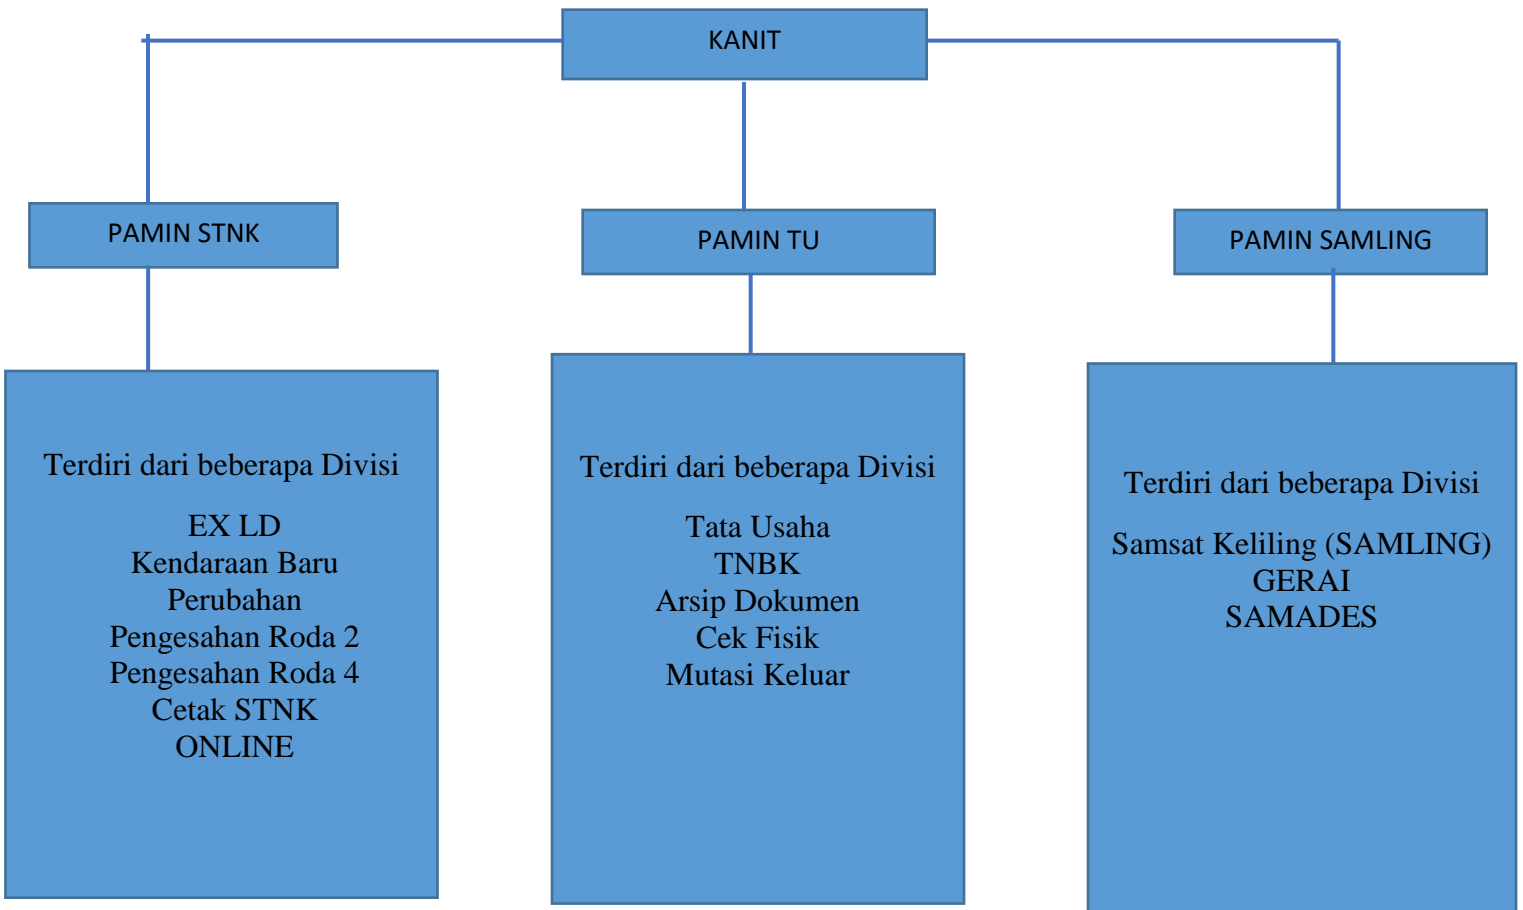 KANIT
PAMIN STNK
PAMIN TU
PAMIN SAMLING
Terdiri dari beberapa Divisi
EX LD
Kendaraan Baru
Perubahan
Pengesahan Roda 2
Pengesahan Roda 4
Cetak STNK
ONLINE
Terdiri dari beberapa Divisi
Tata Usaha
TNBK
Arsip Dokumen
Cek Fisik
Mutasi Keluar
Terdiri dari beberapa Divisi
Samsat Keliling (SAMLING)
GERAI
SAMADES